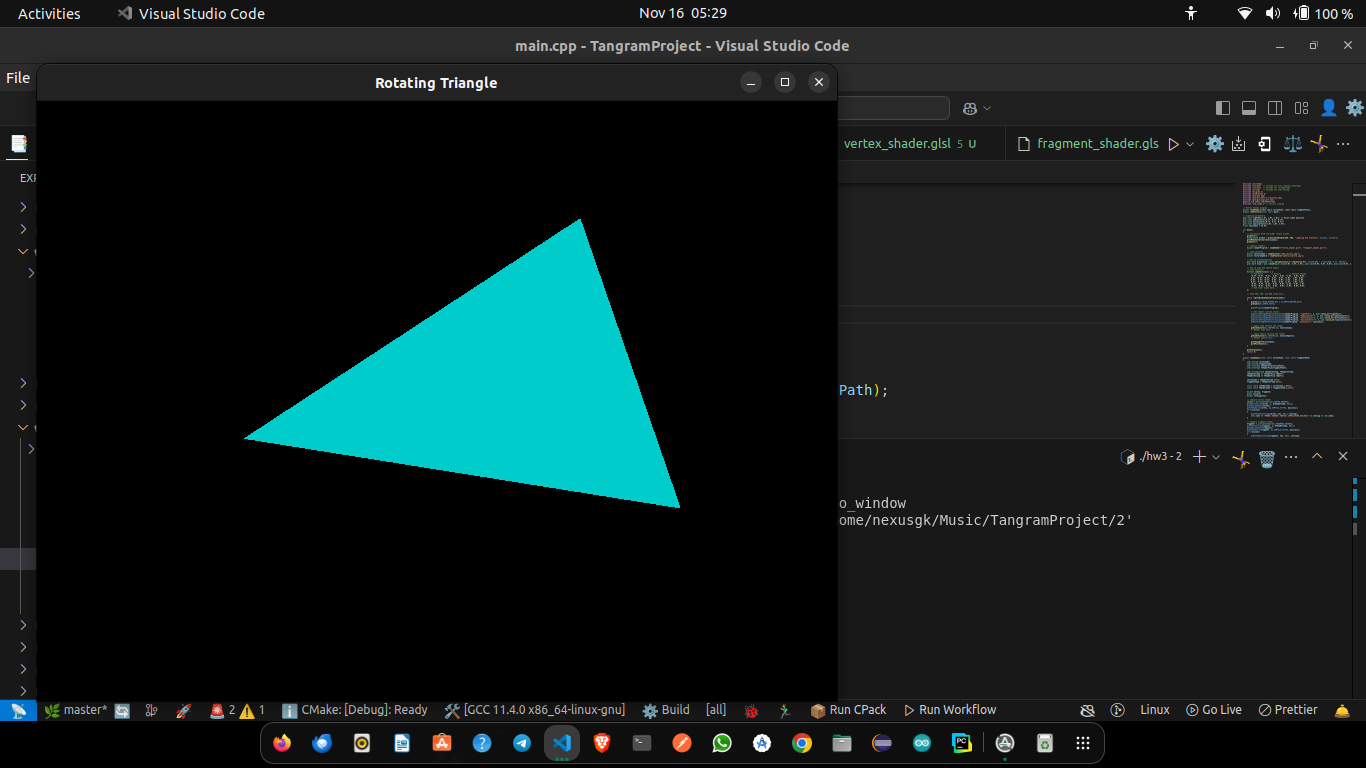 Activities
Visual Studio Code
Nov 16 05:29
100 %
main.cpp - TangramProject - Visual Studio Code
File
Rotating Triangle
vertex_shader.glsl 5 U
fragment_shader.gls
EXP
Path);
./hw3 - 2
o_window
ome/nexusgk/Music/TangramProject/2'
master*
2
1
CMake: [Debug]: Ready
[GCC 11.4.0 x86_64-linux-gnu]
Build
[all]
Run CPack
Run Workflow
Linux
Go Live
Prettier
PC